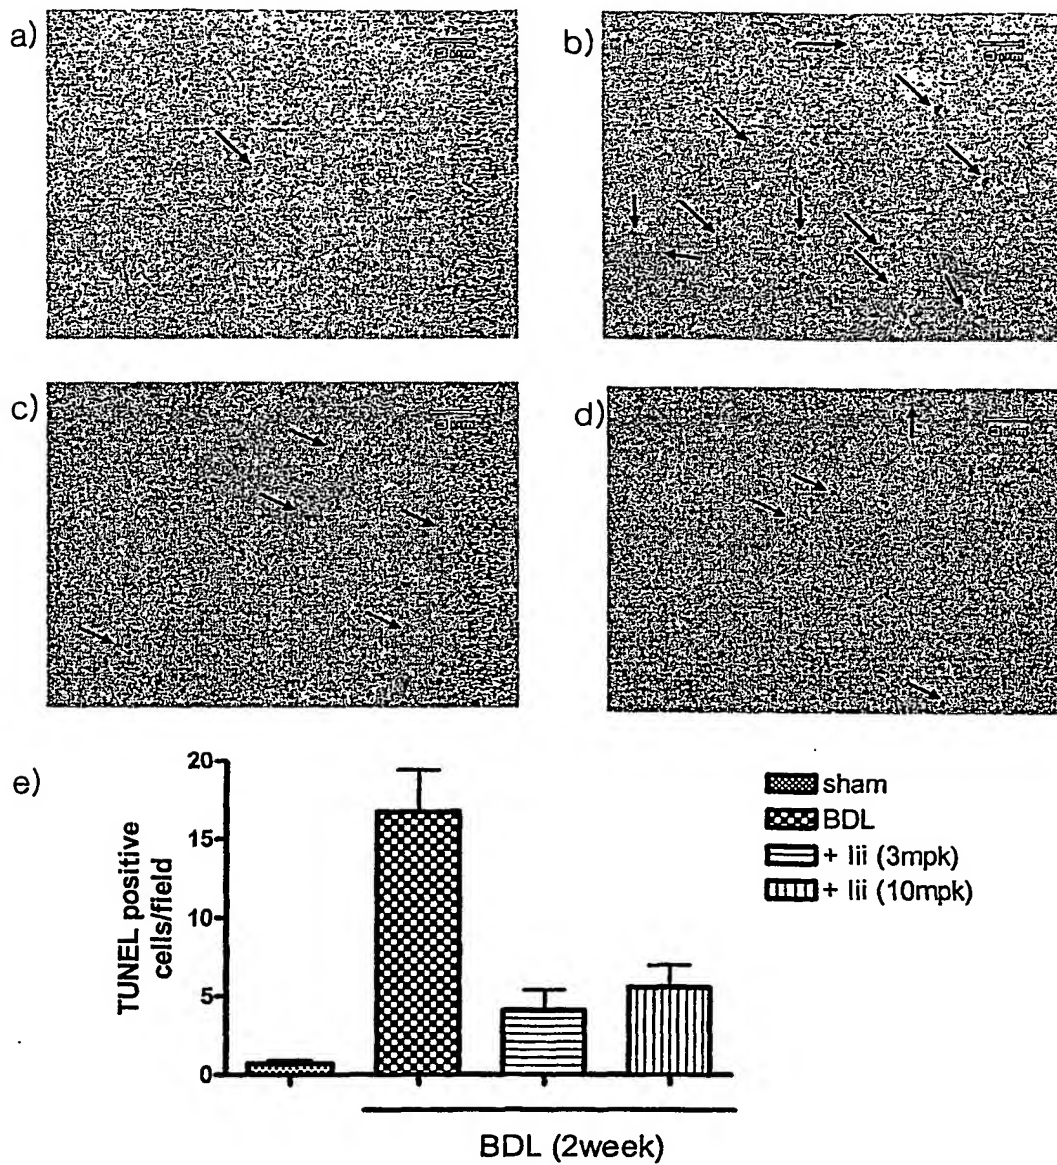 a)
b)
c)
d)
e)
20
15
10
5
0
TUNEL positive
cells/field
sham
BDL
+ Iii (3mpk)
+ Iii (10mpk)
BDL (2week)